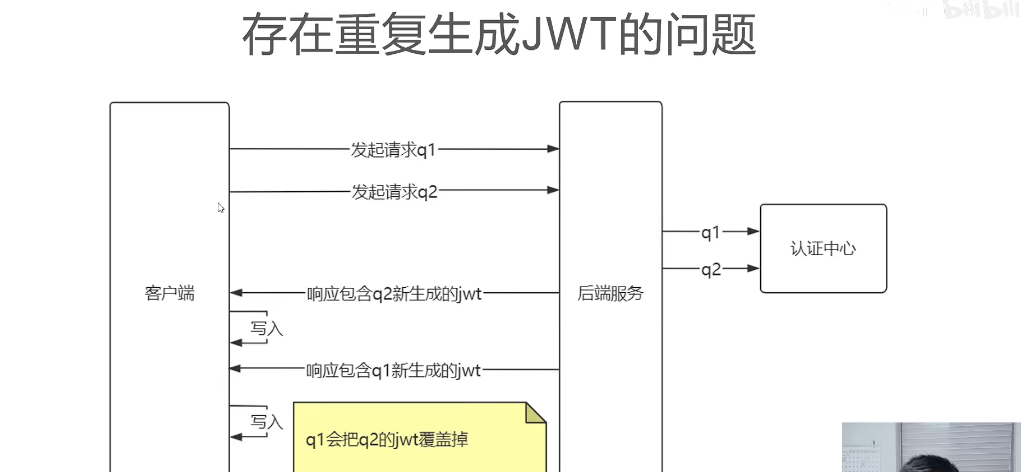 bilibili
存在重复生成JWT的问题
发起请求q1
发起请求q2
q1
认证中心
q2
客户端
响应包含q2新生成的jwt
后端服务
写入
响应包含q1新生成的jwt
写入
q1会把q2的jwt覆盖掉